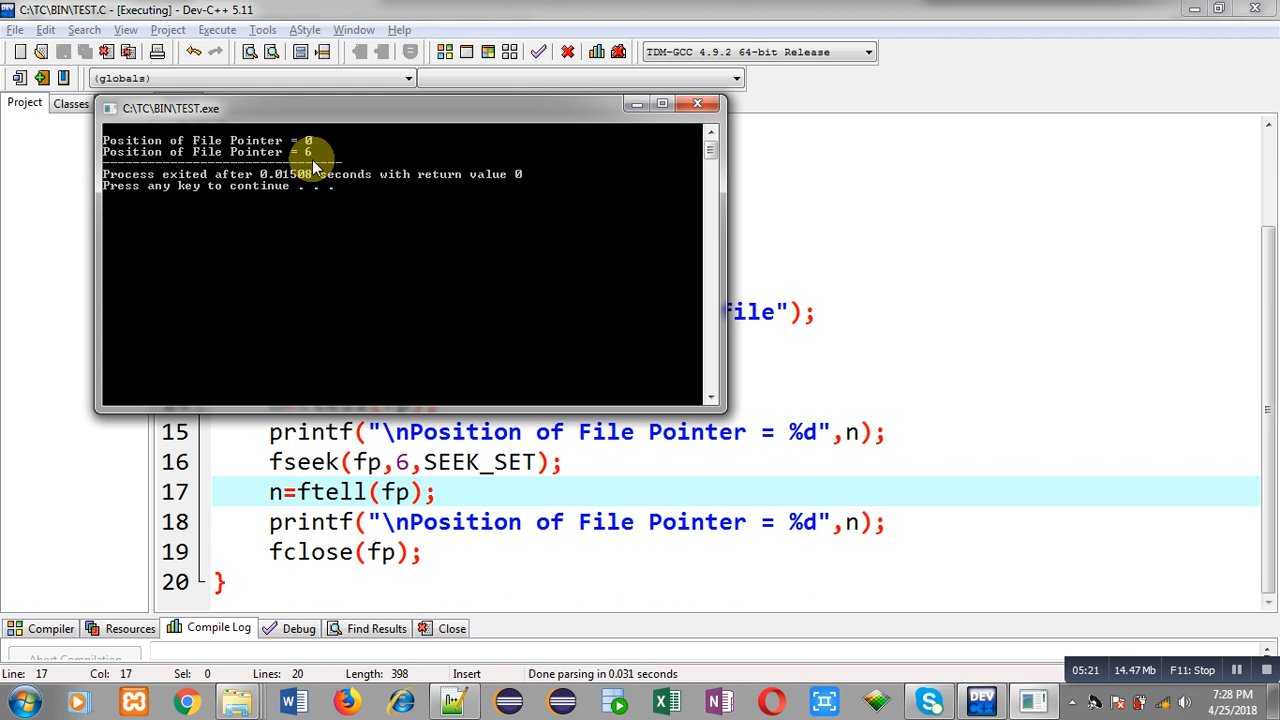 C:\TC\BIN\TEST.C - [Executing] - Dev-C++ 5.11
File Edit Search View Project Execute Tools AStyle Window Help
TDM-GCC 4.9.2 64-bit Release
(globals)
Project Classes
C:\TC\BIN\TEST.exe
Position of File Pointer = 0
Position of File Pointer = 6
--------------------------------
Process exited after 0.01508 seconds with return value 0
Press any key to continue . . .
file");
15 printf("\nPosition of File Pointer = %d",n);
16 fseek(fp,6,SEEK_SET);
17 n=ftell(fp);
18 printf("\nPosition of File Pointer = %d",n);
19 fclose(fp);
20 }
Compiler Resources Compile Log Debug Find Results Close
Abort Compilation
Line: 17 Col: 17 Sel: 0 Lines: 20 Length: 398 Insert Done parsing in 0.031 seconds
05:21 14.47 Mb F11: Stop
7:28 PM
4/25/2018